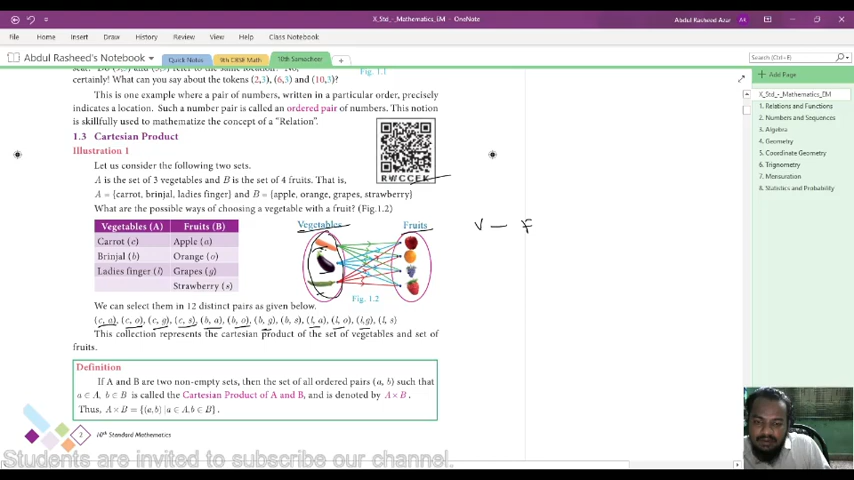 X_Std_-_Mathematics_EM - OneNote
Abdul Rasheed Azar
File Home Insert Draw History Review View Help Class Notebook
Abdul Rasheed's Notebook Quick Notes 9th CBSE Math 10th Samacheer
Search (Ctrl+E)
Add Page
X_Std_-_Mathematics_EM
1. Relations and Functions
2. Numbers and Sequences
3. Algebra
4. Geometry
5. Coordinate Geometry
6. Trigonometry
7. Mensuration
8. Statistics and Probability
certainly! What can you say about the tokens (2,3), (6,3) and (10,3)?
Fig. 1.1
This is one example where a pair of numbers, written in a particular order, precisely
indicates a location. Such a number pair is called an ordered pair of numbers. This notion
is skillfully used to mathematize the concept of a “Relation”.
1.3 Cartesian Product
Illustration 1
Let us consider the following two sets.
A is the set of 3 vegetables and B is the set of 4 fruits. That is,
RWCCEK
A = {carrot, brinjal, ladies finger} and B = {apple, orange, grapes, strawberry}
What are the possible ways of choosing a vegetable with a fruit? (Fig.1.2)
Vegetables (A) Fruits (B)
Carrot (c) Apple (a)
Brinjal (b) Orange (o)
Ladies finger (l) Grapes (g)
Strawberry (s)
Vegetables Fruits
V — F
Fig. 1.2
We can select them in 12 distinct pairs as given below.
(c, a), (c, o), (c, g), (c, s), (b, a), (b, o), (b, g), (b, s), (l, a), (l, o), (l,g), (l, s)
This collection represents the cartesian product of the set of vegetables and set of
fruits.
Definition
If A and B are two non-empty sets, then the set of all ordered pairs (a, b) such that
a ∈ A, b ∈ B is called the Cartesian Product of A and B, and is denoted by A × B .
Thus, A × B = {(a, b) | a ∈ A, b ∈ B} .
2 10th Standard Mathematics
Students are invited to subscribe our channel.